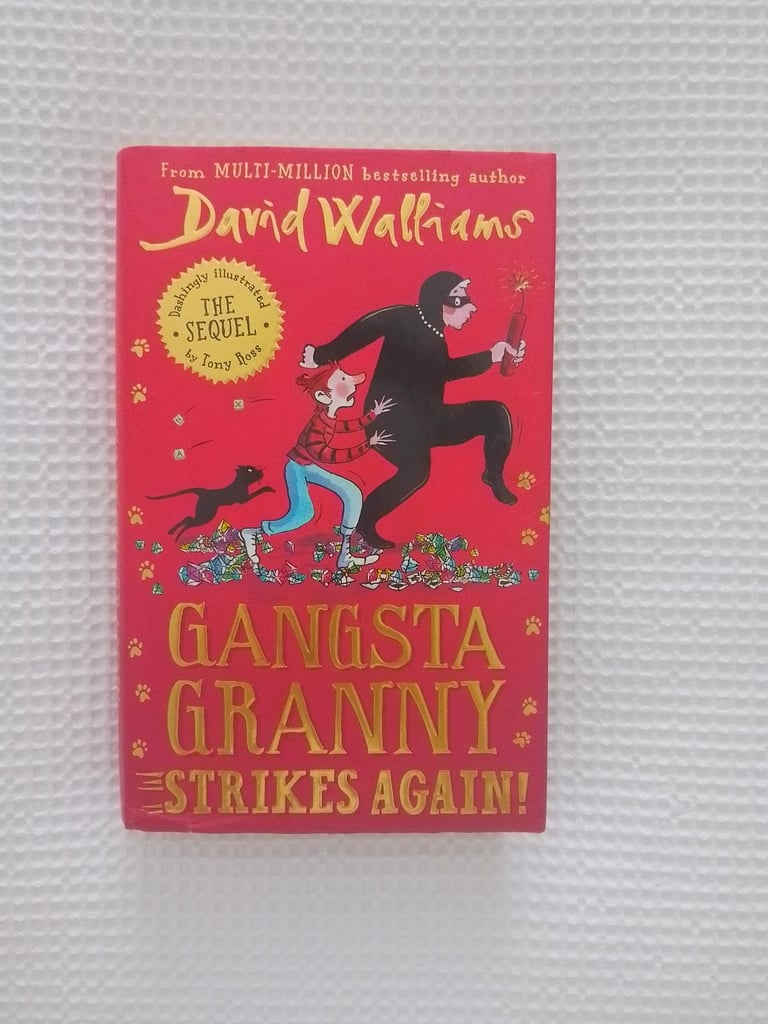 From MULTI-MILLION bestselling author
David Walliams
Dashingly illustrated
THE
SEQUEL
by Tony Ross
GANGSTA
GRANNY
STRIKES AGAIN!